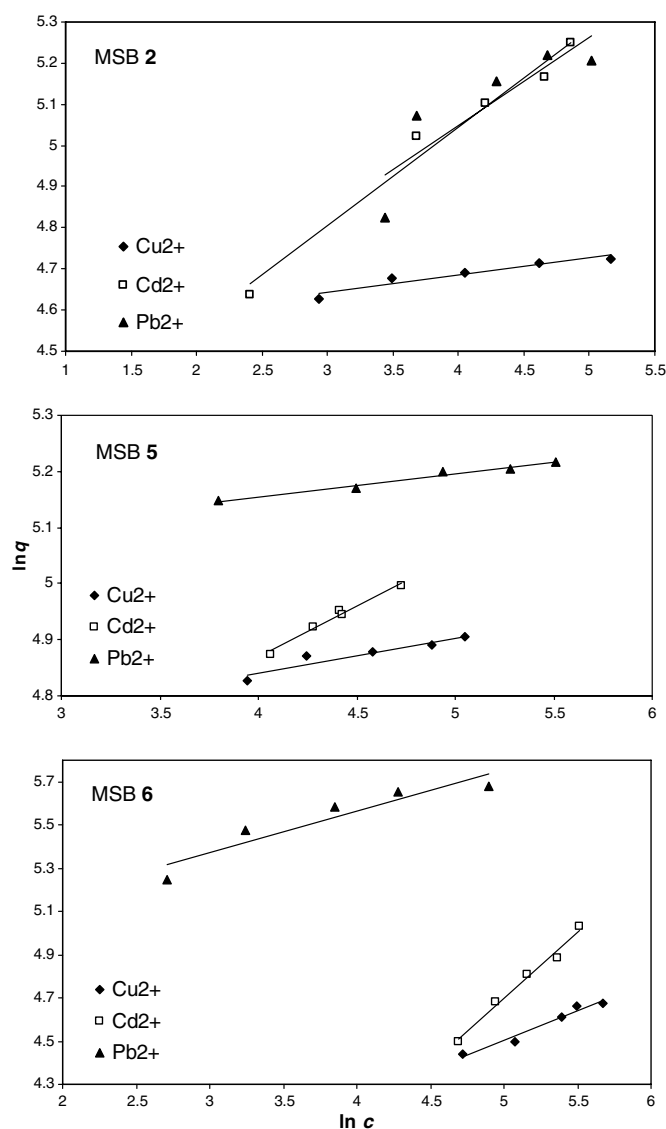 5.3
MSB 2
5.2
5.1
5
4.9
4.8
4.7
4.6
4.5
Cu2+
Cd2+
Pb2+
1 1.5 2 2.5 3 3.5 4 4.5 5 5.5
5.3
MSB 5
5.2
5.1
5
4.9
4.8
lnq
Cu2+
Cd2+
Pb2+
3 3.5 4 4.5 5 5.5 6
5.7
MSB 6
5.5
5.3
5.1
4.9
4.7
4.5
4.3
Cu2+
Cd2+
Pb2+
2 2.5 3 3.5 4 4.5 5 5.5 6
ln c